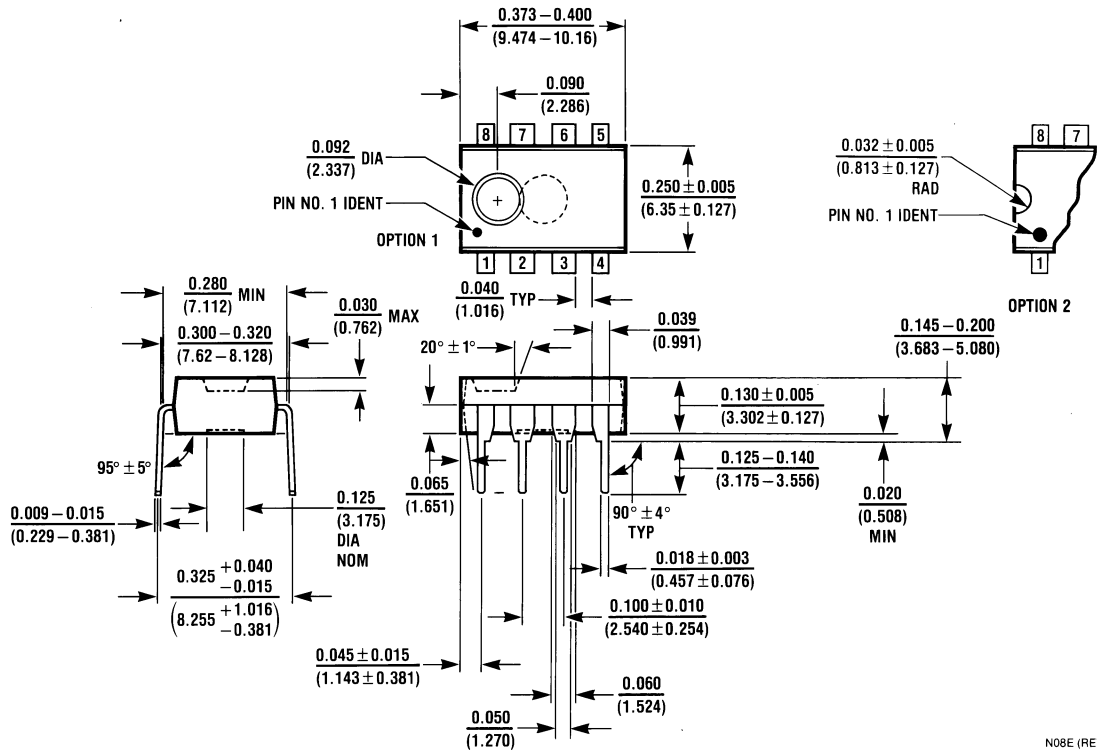 0.373 – 0.400
(9.474 – 10.16)
0.090
(2.286)
8 7 6 5
0.092 DIA
(2.337)
PIN NO. 1 IDENT
OPTION 1
0.250 ± 0.005
(6.35 ± 0.127)
1 2 3 4
8 7
0.032 ± 0.005
(0.813 ± 0.127)
RAD
PIN NO. 1 IDENT
1
OPTION 2
0.280 MIN
(7.112)
0.030 MAX
(0.762)
0.300 – 0.320
(7.62 – 8.128)
0.040 TYP
(1.016)
0.039
(0.991)
0.145 – 0.200
(3.683 – 5.080)
20° ± 1°
0.130 ± 0.005
(3.302 ± 0.127)
95° ± 5°
0.065
(1.651)
0.125 – 0.140
(3.175 – 3.556)
90° ± 4°
TYP
0.020
(0.508)
MIN
0.009 – 0.015
(0.229 – 0.381)
0.125
(3.175)
DIA
NOM
0.018 ± 0.003
(0.457 ± 0.076)
0.325 +0.040
–0.015
(8.255 +1.016
–0.381)
0.100 ± 0.010
(2.540 ± 0.254)
0.045 ± 0.015
(1.143 ± 0.381)
0.060
(1.524)
0.050
(1.270)
N08E (RE